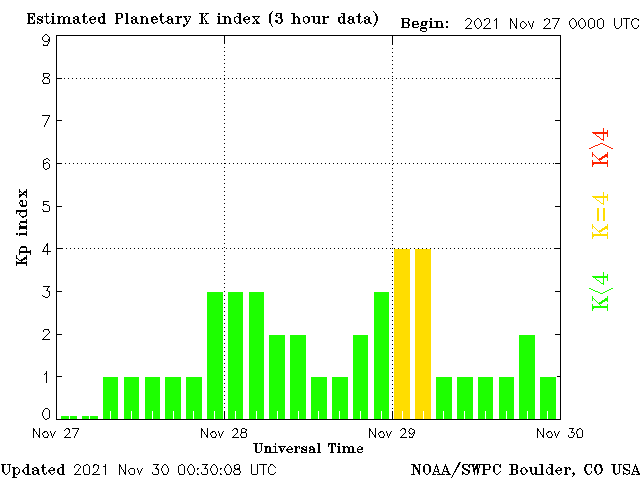 Estimated Planetary K index (3 hour data) Begin: 2021 Nov 27 0000 UTC
9
8
7
6
5
4
3
2
1
0
Kp index
K>4
K=4
K<4
Nov 27 Nov 28 Nov 29 Nov 30
Universal Time
Updated 2021 Nov 30 00:30:08 UTC NOAA/SWPC Boulder, CO USA